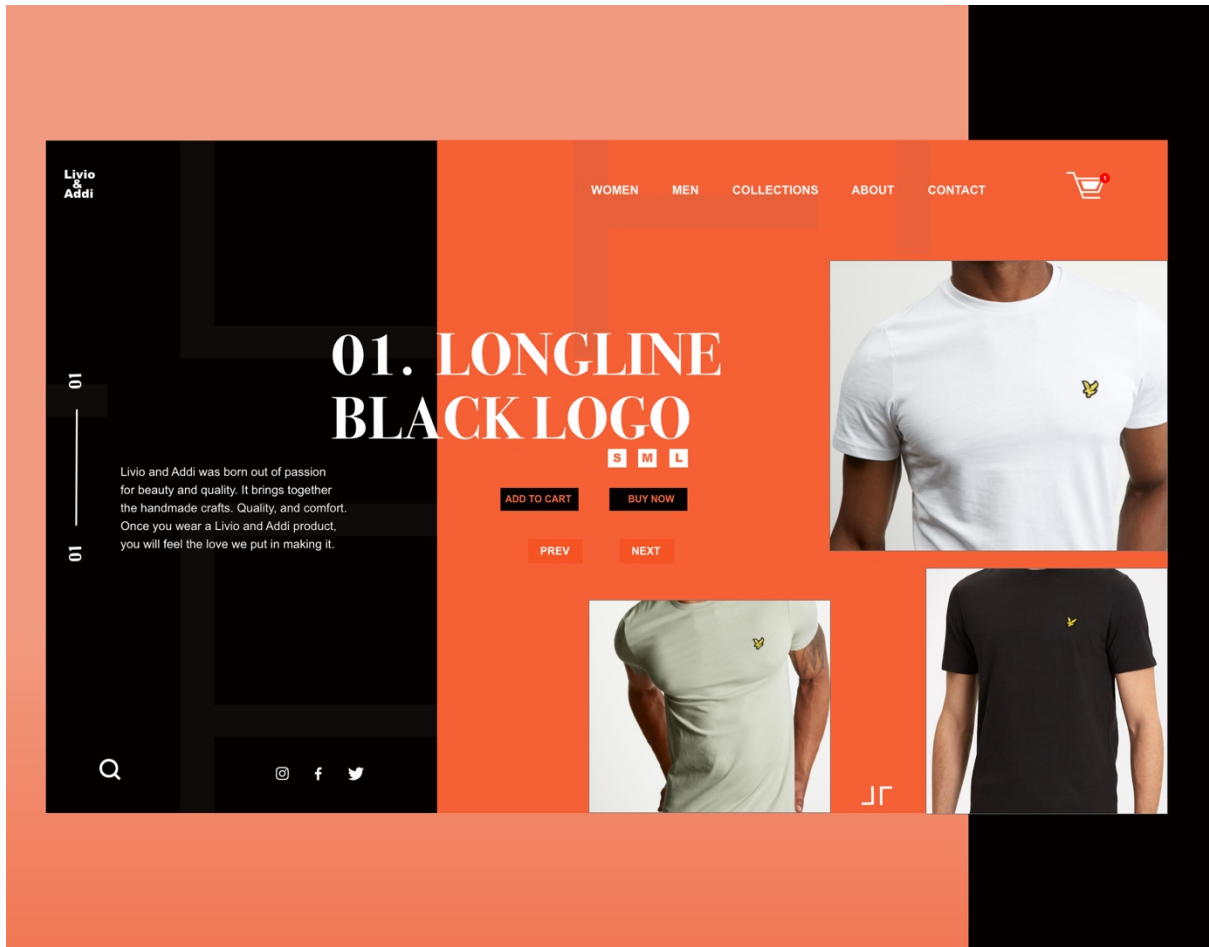 Livio
&
Addi
WOMEN MEN COLLECTIONS ABOUT CONTACT
1
01. LONGLINE
BLACK LOGO
S M L
01
01
Livio and Addi was born out of passion
for beauty and quality. It brings together
the handmade crafts. Quality, and comfort.
Once you wear a Livio and Addi product,
you will feel the love we put in making it.
ADD TO CART BUY NOW
PREV NEXT